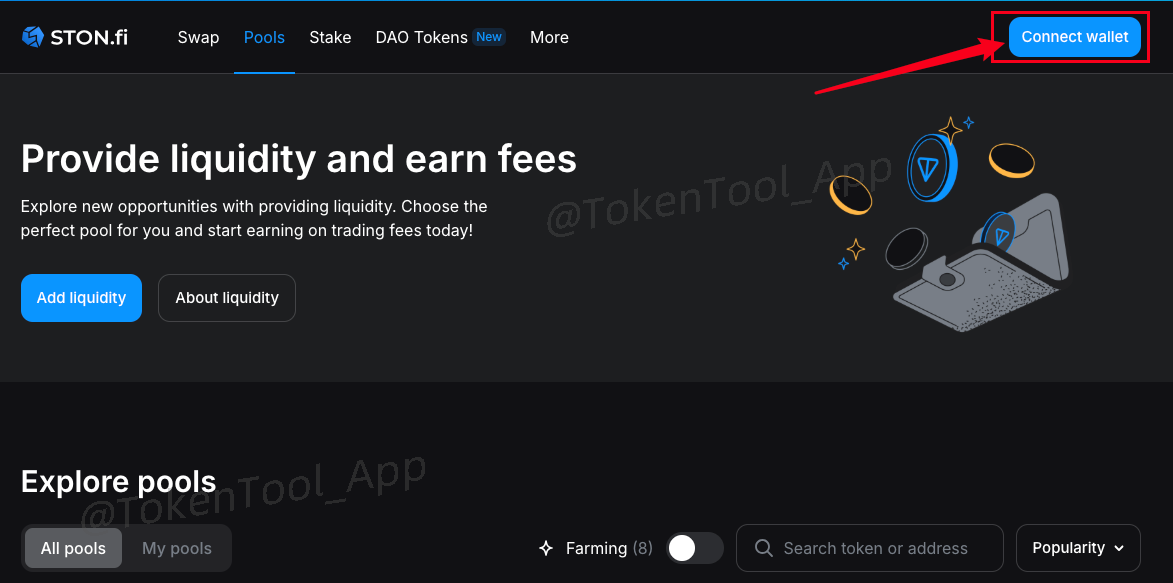 STON.fi
Swap
Pools
Stake
DAO Tokens New
More
Connect wallet
Provide liquidity and earn fees
Explore new opportunities with providing liquidity. Choose the
perfect pool for you and start earning on trading fees today!
Add liquidity
About liquidity
@TokenTool_App
Explore pools
@TokenTool_App
All pools
My pools
Farming (8)
Search token or address
Popularity